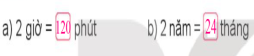 a) 2 giờ = 120 phút b) 2 năm = 24 tháng